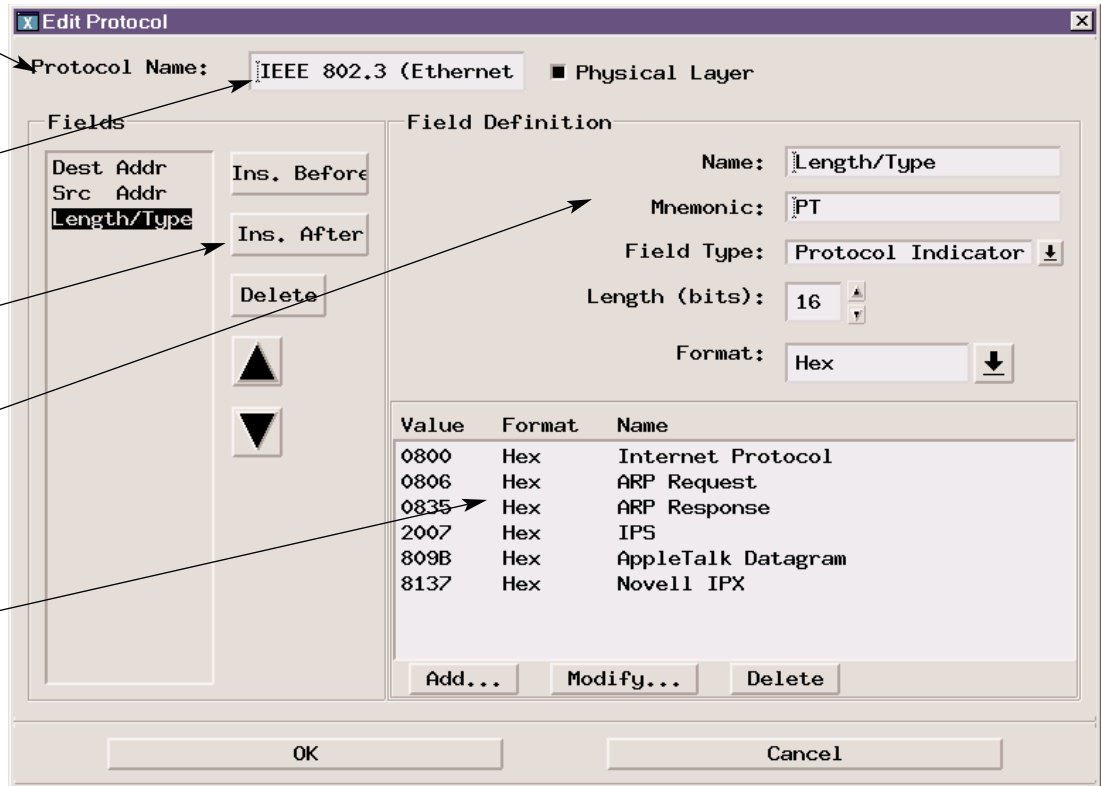 X Edit Protocol
Protocol Name: IEEE 802.3 (Ethernet Physical Layer
Fields
Dest Addr
Src Addr
Length/Type
Ins. Before
Ins. After
Delete
Field Definition
Name: Length/Type
Mnemonic: PT
Field Type: Protocol Indicator
Length (bits): 16
Format: Hex
Value Format Name
0800 Hex Internet Protocol
0806 Hex ARP Request
0835 Hex ARP Response
2007 Hex IPS
809B Hex AppleTalk Datagram
8137 Hex Novell IPX
Add... Modify... Delete
OK Cancel